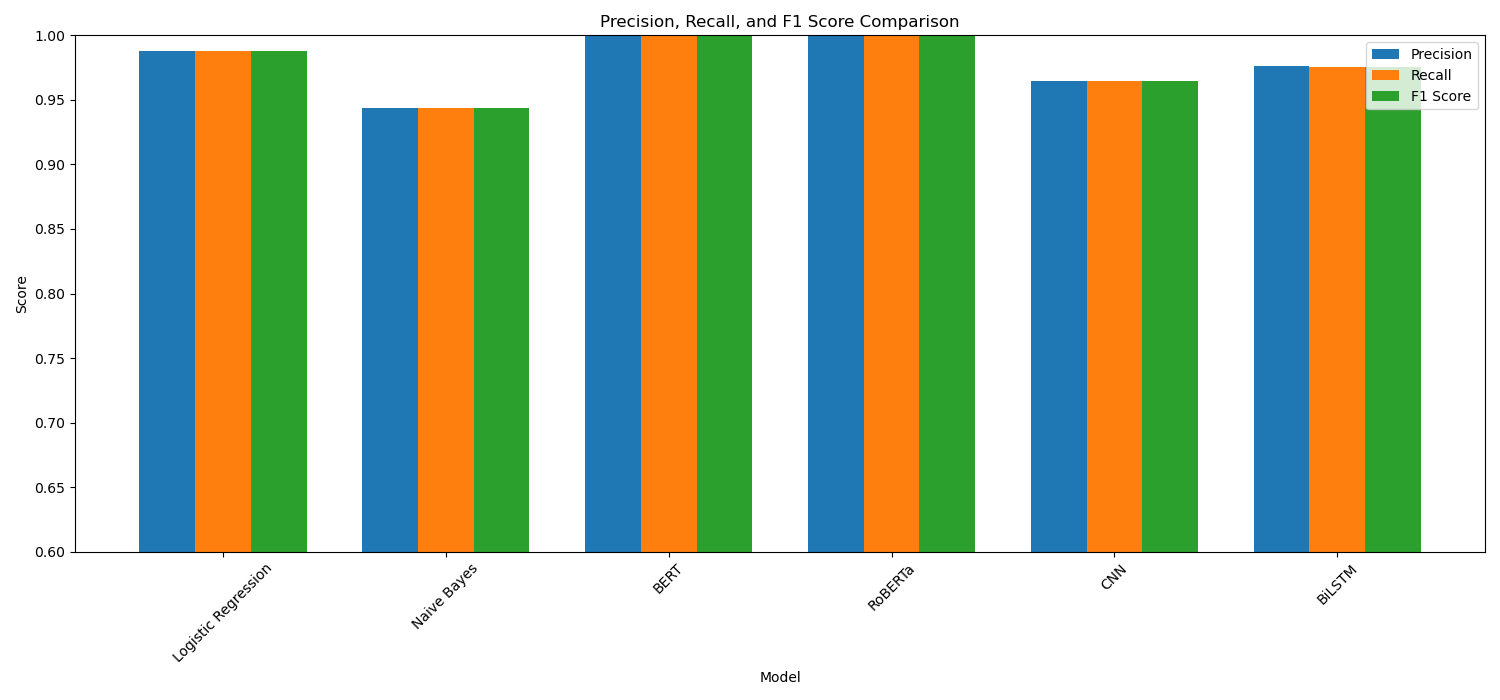 Precision, Recall, and F1 Score Comparison
1.00
0.95
0.90
0.85
0.80
0.75
0.70
0.65
0.60
Score
Precision
Recall
F1 Score
Logistic Regression
Naive Bayes
BERT
RoBERTa
CNN
BiLSTM
Model